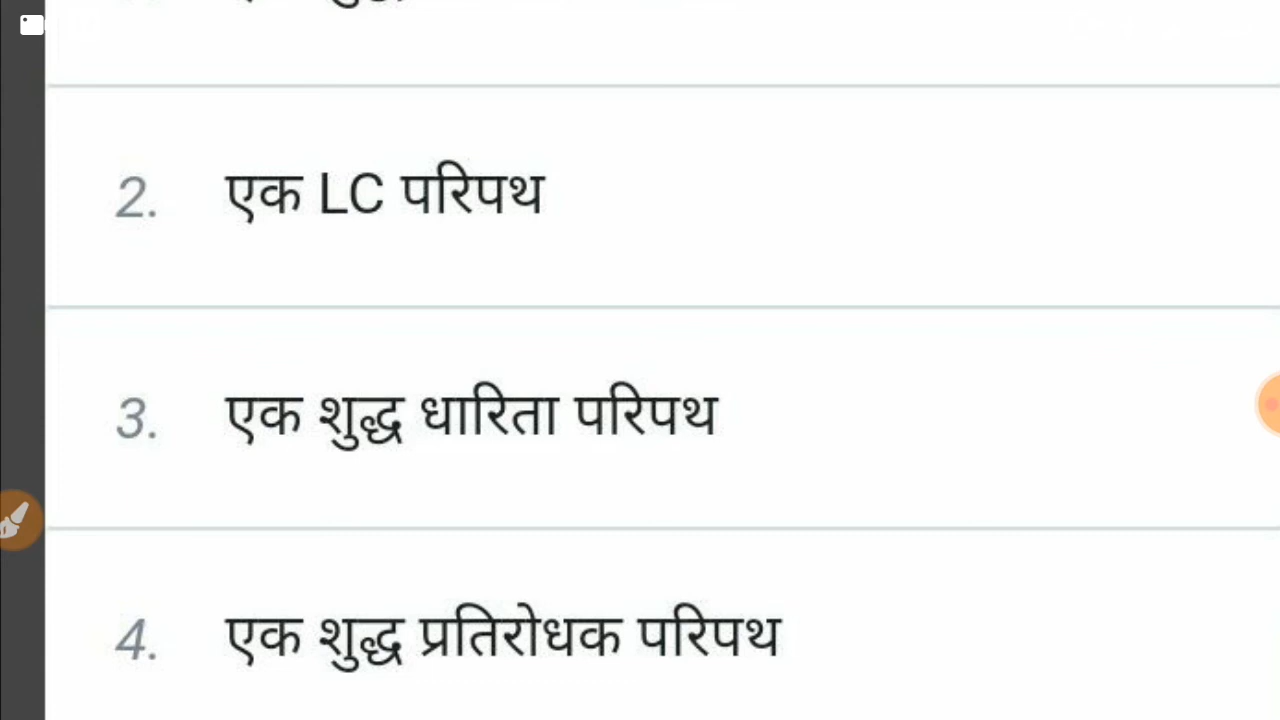 2. एक LC परिपथ
3. एक शुद्ध धारिता परिपथ
4. एक शुद्ध प्रतिरोधक परिपथ